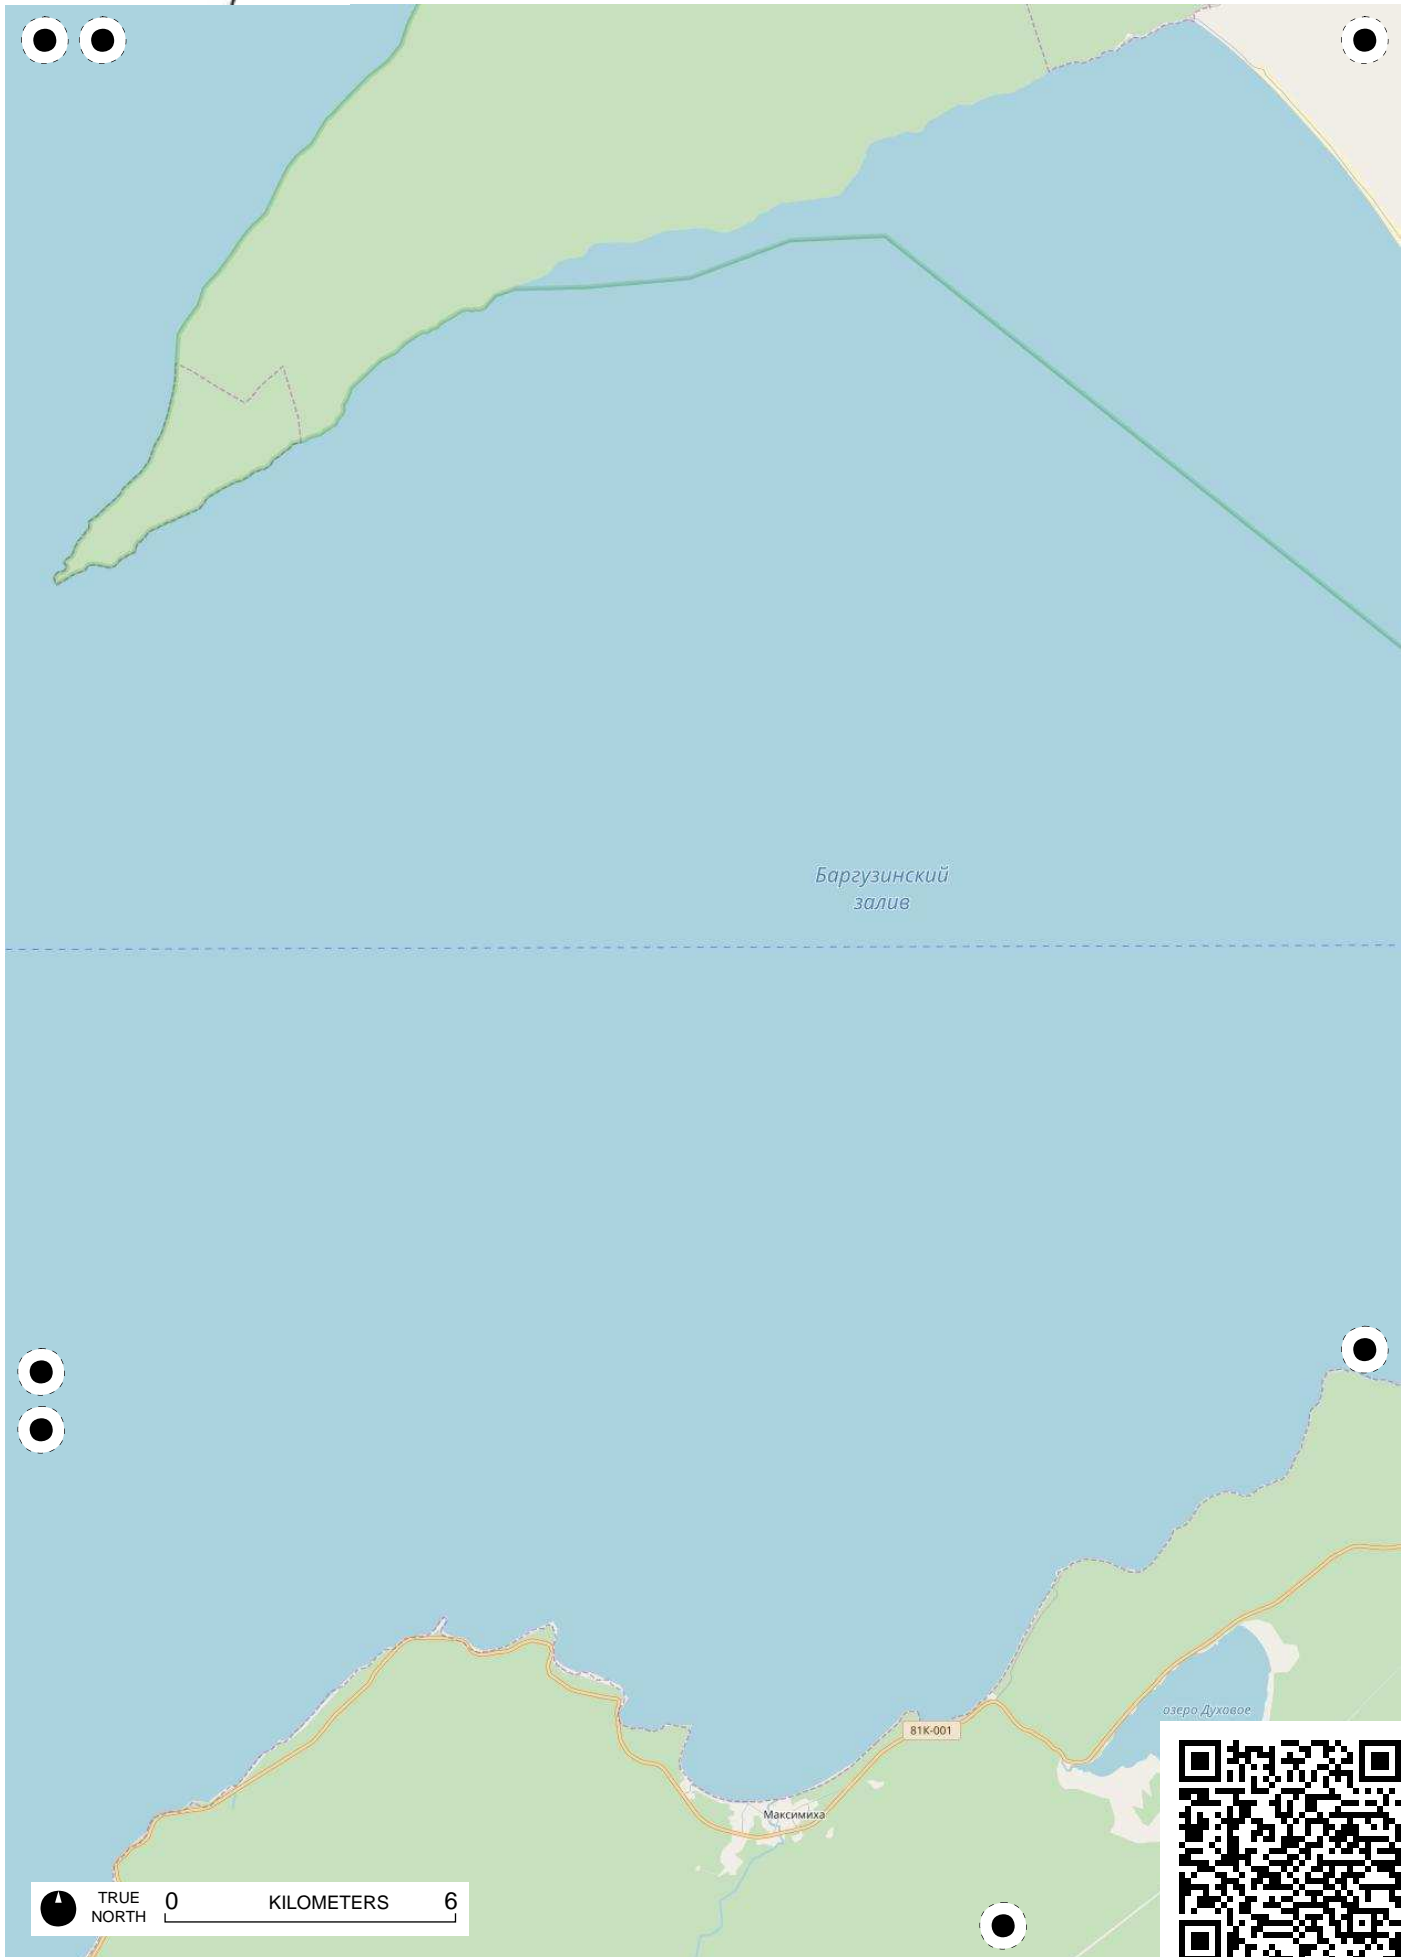 Баргузинский
залив
озеро Духовое
81К-001
Максимиха
TRUE
NORTH
0 KILOMETERS 6